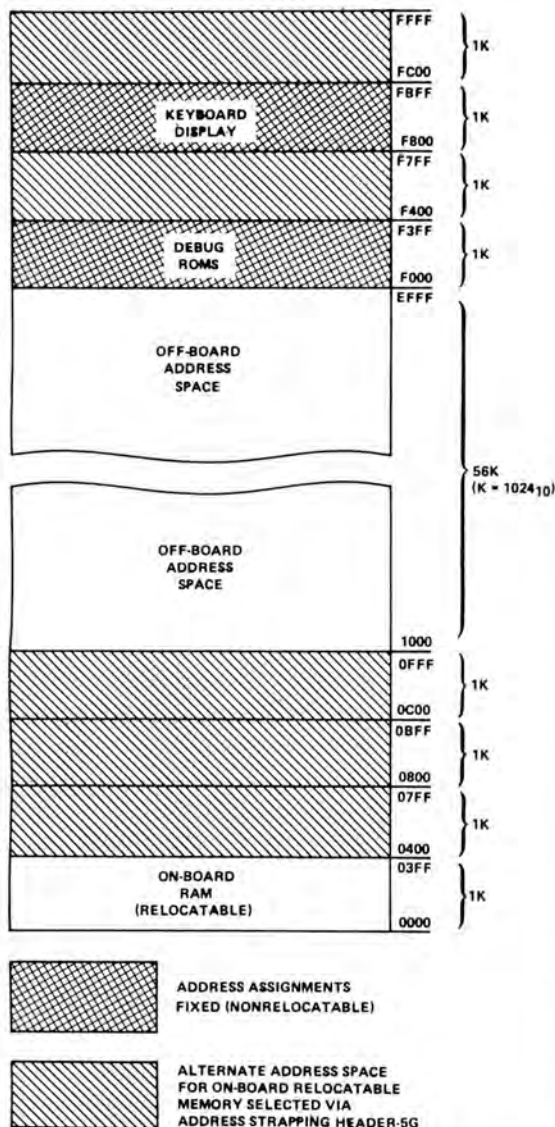 FFFF
1K
FC00
FBFF
KEYBOARD
DISPLAY
1K
F800
F7FF
1K
F400
F3FF
DEBUG
ROMS
1K
F000
EFFF
OFF-BOARD
ADDRESS
SPACE
56K
(K = 1024₁₀)
OFF-BOARD
ADDRESS
SPACE
1000
0FFF
1K
0C00
0BFF
1K
0800
07FF
1K
0400
03FF
ON-BOARD
RAM
(RELOCATABLE)
1K
0000
ADDRESS ASSIGNMENTS
FIXED (NONRELOCATABLE)
ALTERNATE ADDRESS SPACE
FOR ON-BOARD RELOCATABLE
MEMORY SELECTED VIA
ADDRESS STRAPPING HEADER-5G